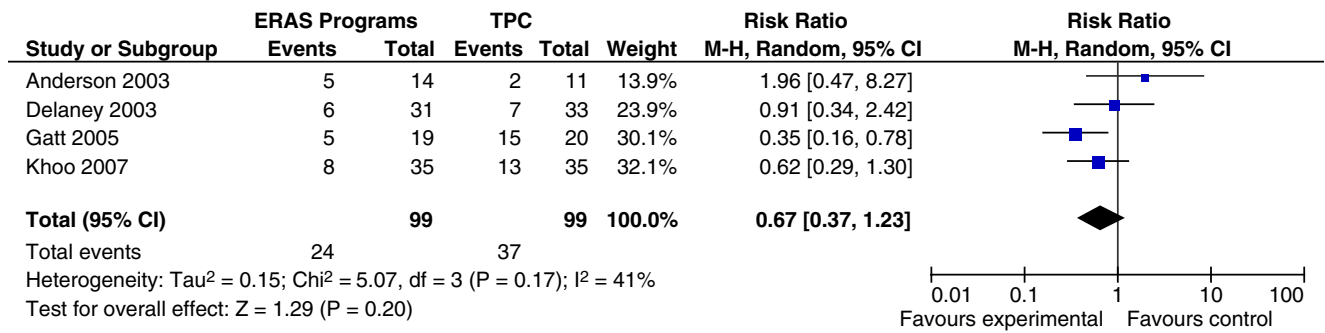 ERAS Programs TPC Risk Ratio Risk Ratio
Study or Subgroup Events Total Events Total Weight M-H, Random, 95% CI M-H, Random, 95% CI
Anderson 2003 5 14 2 11 13.9% 1.96 [0.47, 8.27]
Delaney 2003 6 31 7 33 23.9% 0.91 [0.34, 2.42]
Gatt 2005 5 19 15 20 30.1% 0.35 [0.16, 0.78]
Khoo 2007 8 35 13 35 32.1% 0.62 [0.29, 1.30]
Total (95% CI) 99 99 100.0% 0.67 [0.37, 1.23]
Total events 24 37
Heterogeneity: Tau² = 0.15; Chi² = 5.07, df = 3 (P = 0.17); I² = 41%
Test for overall effect: Z = 1.29 (P = 0.20)
0.01 0.1 1 10 100
Favours experimental Favours control